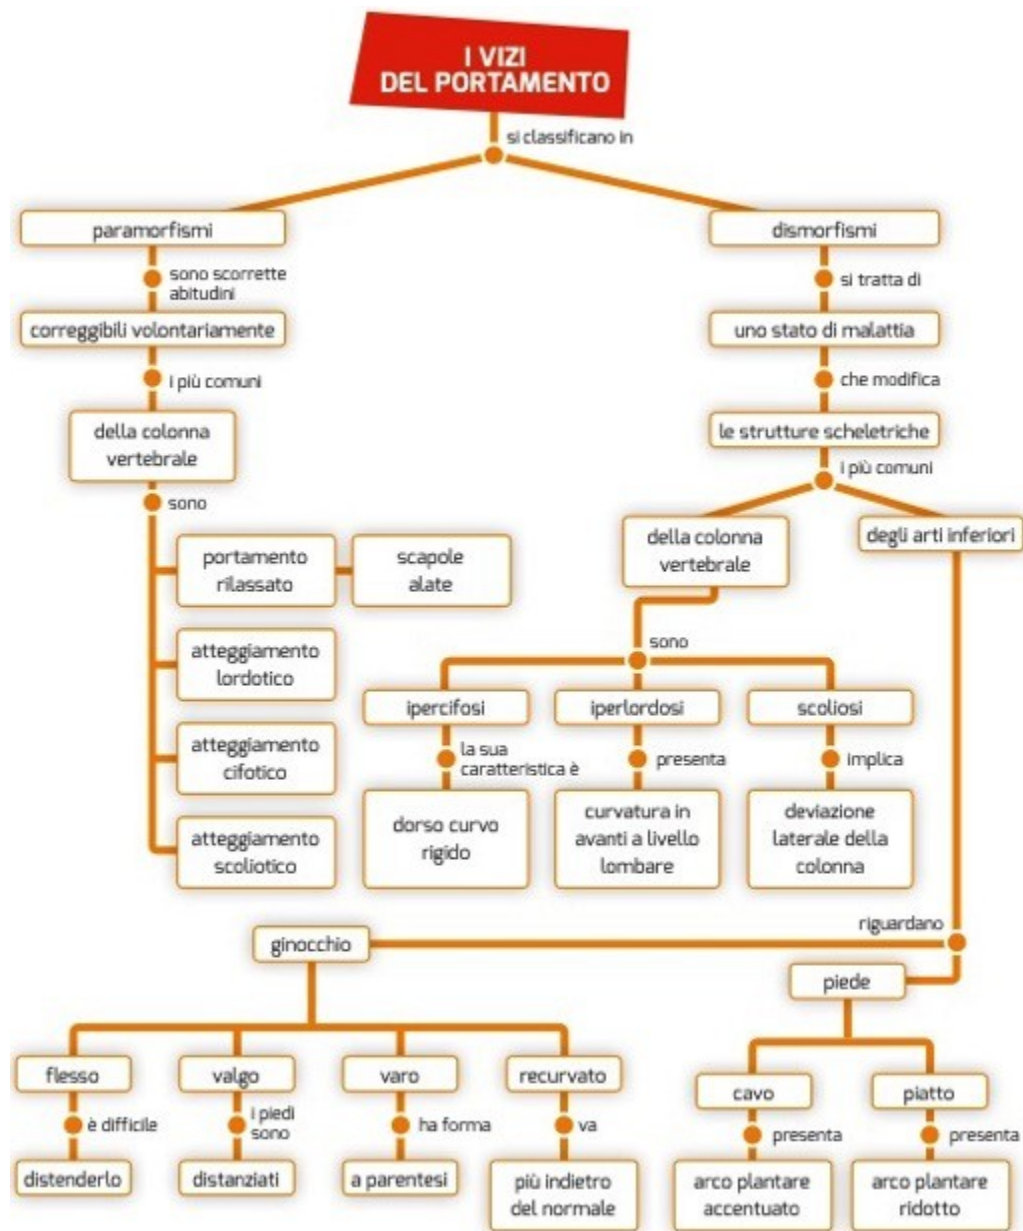 I VIZI
DEL PORTAMENTO
si classificano in
paramorfismi
dismorfismi
sono scorrette
abitudini
si tratta di
correggibili volontariamente
uno stato di malattia
i più comuni
che modifica
della colonna
vertebrale
le strutture scheletriche
i più comuni
sono
della colonna
vertebrale
degli arti inferiori
portamento
rilassato
scapole
alate
atteggiamento
lordotico
sono
ipercifosi
iperlordosi
scoliosi
atteggiamento
cifotico
la sua
caratteristica è
presenta
implica
dorso curvo
rigido
curvatura in
avanti a livello
lombare
deviazione
laterale della
colonna
atteggiamento
scoliotico
riguardano
ginocchio
piede
flesso
valgo
varo
recurvato
cavo
piatto
è difficile
i piedi
sono
ha forma
va
presenta
presenta
distenderlo
distanziati
a parentesi
più indietro
del normale
arco plantare
accentuato
arco plantare
ridotto